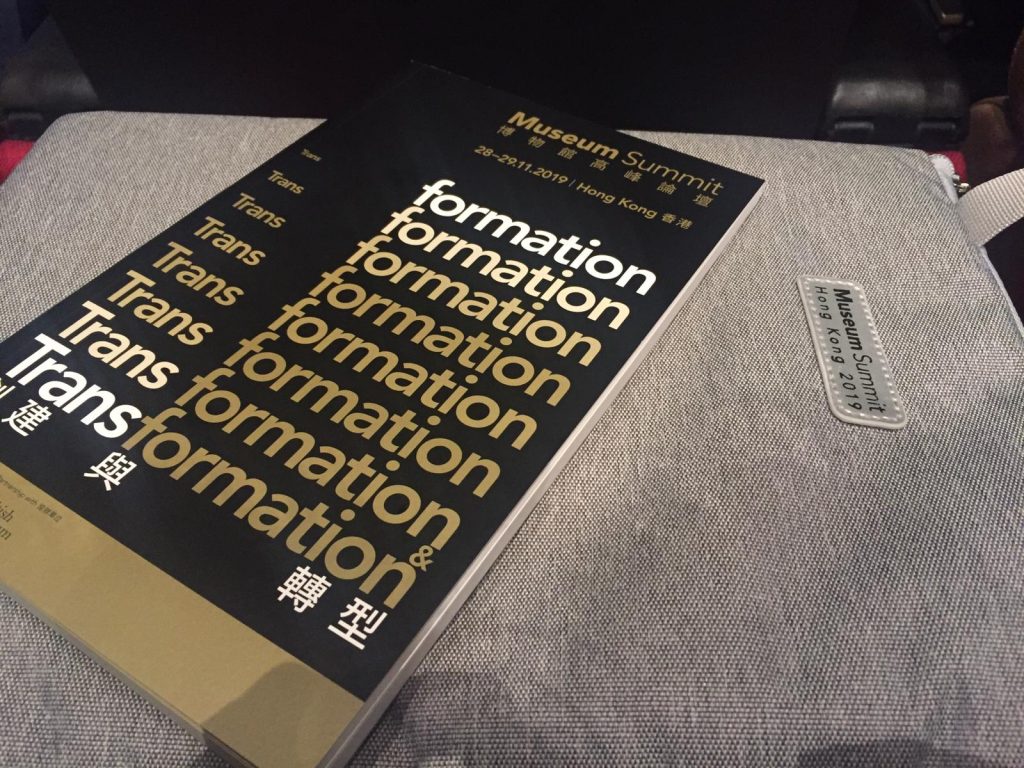 Museum Summit
博物館高峰論壇
28–29.11.2019 | Hong Kong 香港
Trans formation
Trans formation
Trans formation
Trans formation
Trans formation
Trans formation
Trans formation &
Transformation
建與轉型
Museum Summit
Hong Kong 2019